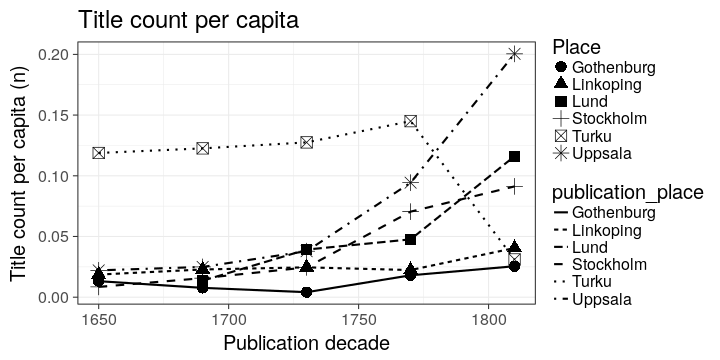 Title count per capita
Title count per capita (n)
0.20
0.15
0.10
0.05
0.00
1650 1700 1750 1800
Publication decade
Place
Gothenburg
Linkoping
Lund
Stockholm
Turku
Uppsala
publication_place
Gothenburg
Linkoping
Lund
Stockholm
Turku
Uppsala